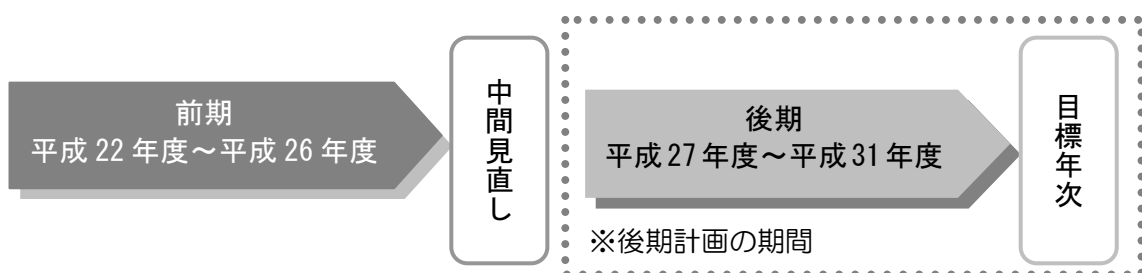 前期
平成 22 年度～平成 26 年度
中間見直し
後期
平成 27 年度～平成 31 年度
※後期計画の期間
目標年次